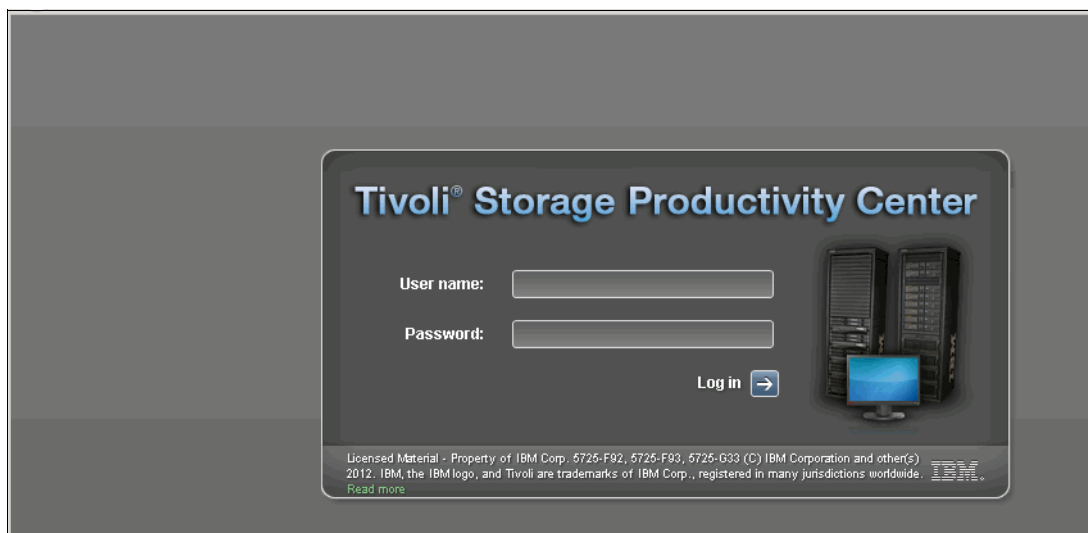 Tivoli® Storage Productivity Center
User name:
Password:
Log in
Licensed Material - Property of IBM Corp. 5725-F92, 5725-F93, 5725-G33 (C) IBM Corporation and other(s)
2012. IBM, the IBM logo, and Tivoli are trademarks of IBM Corp., registered in many jurisdictions worldwide.
IBM.
Read more